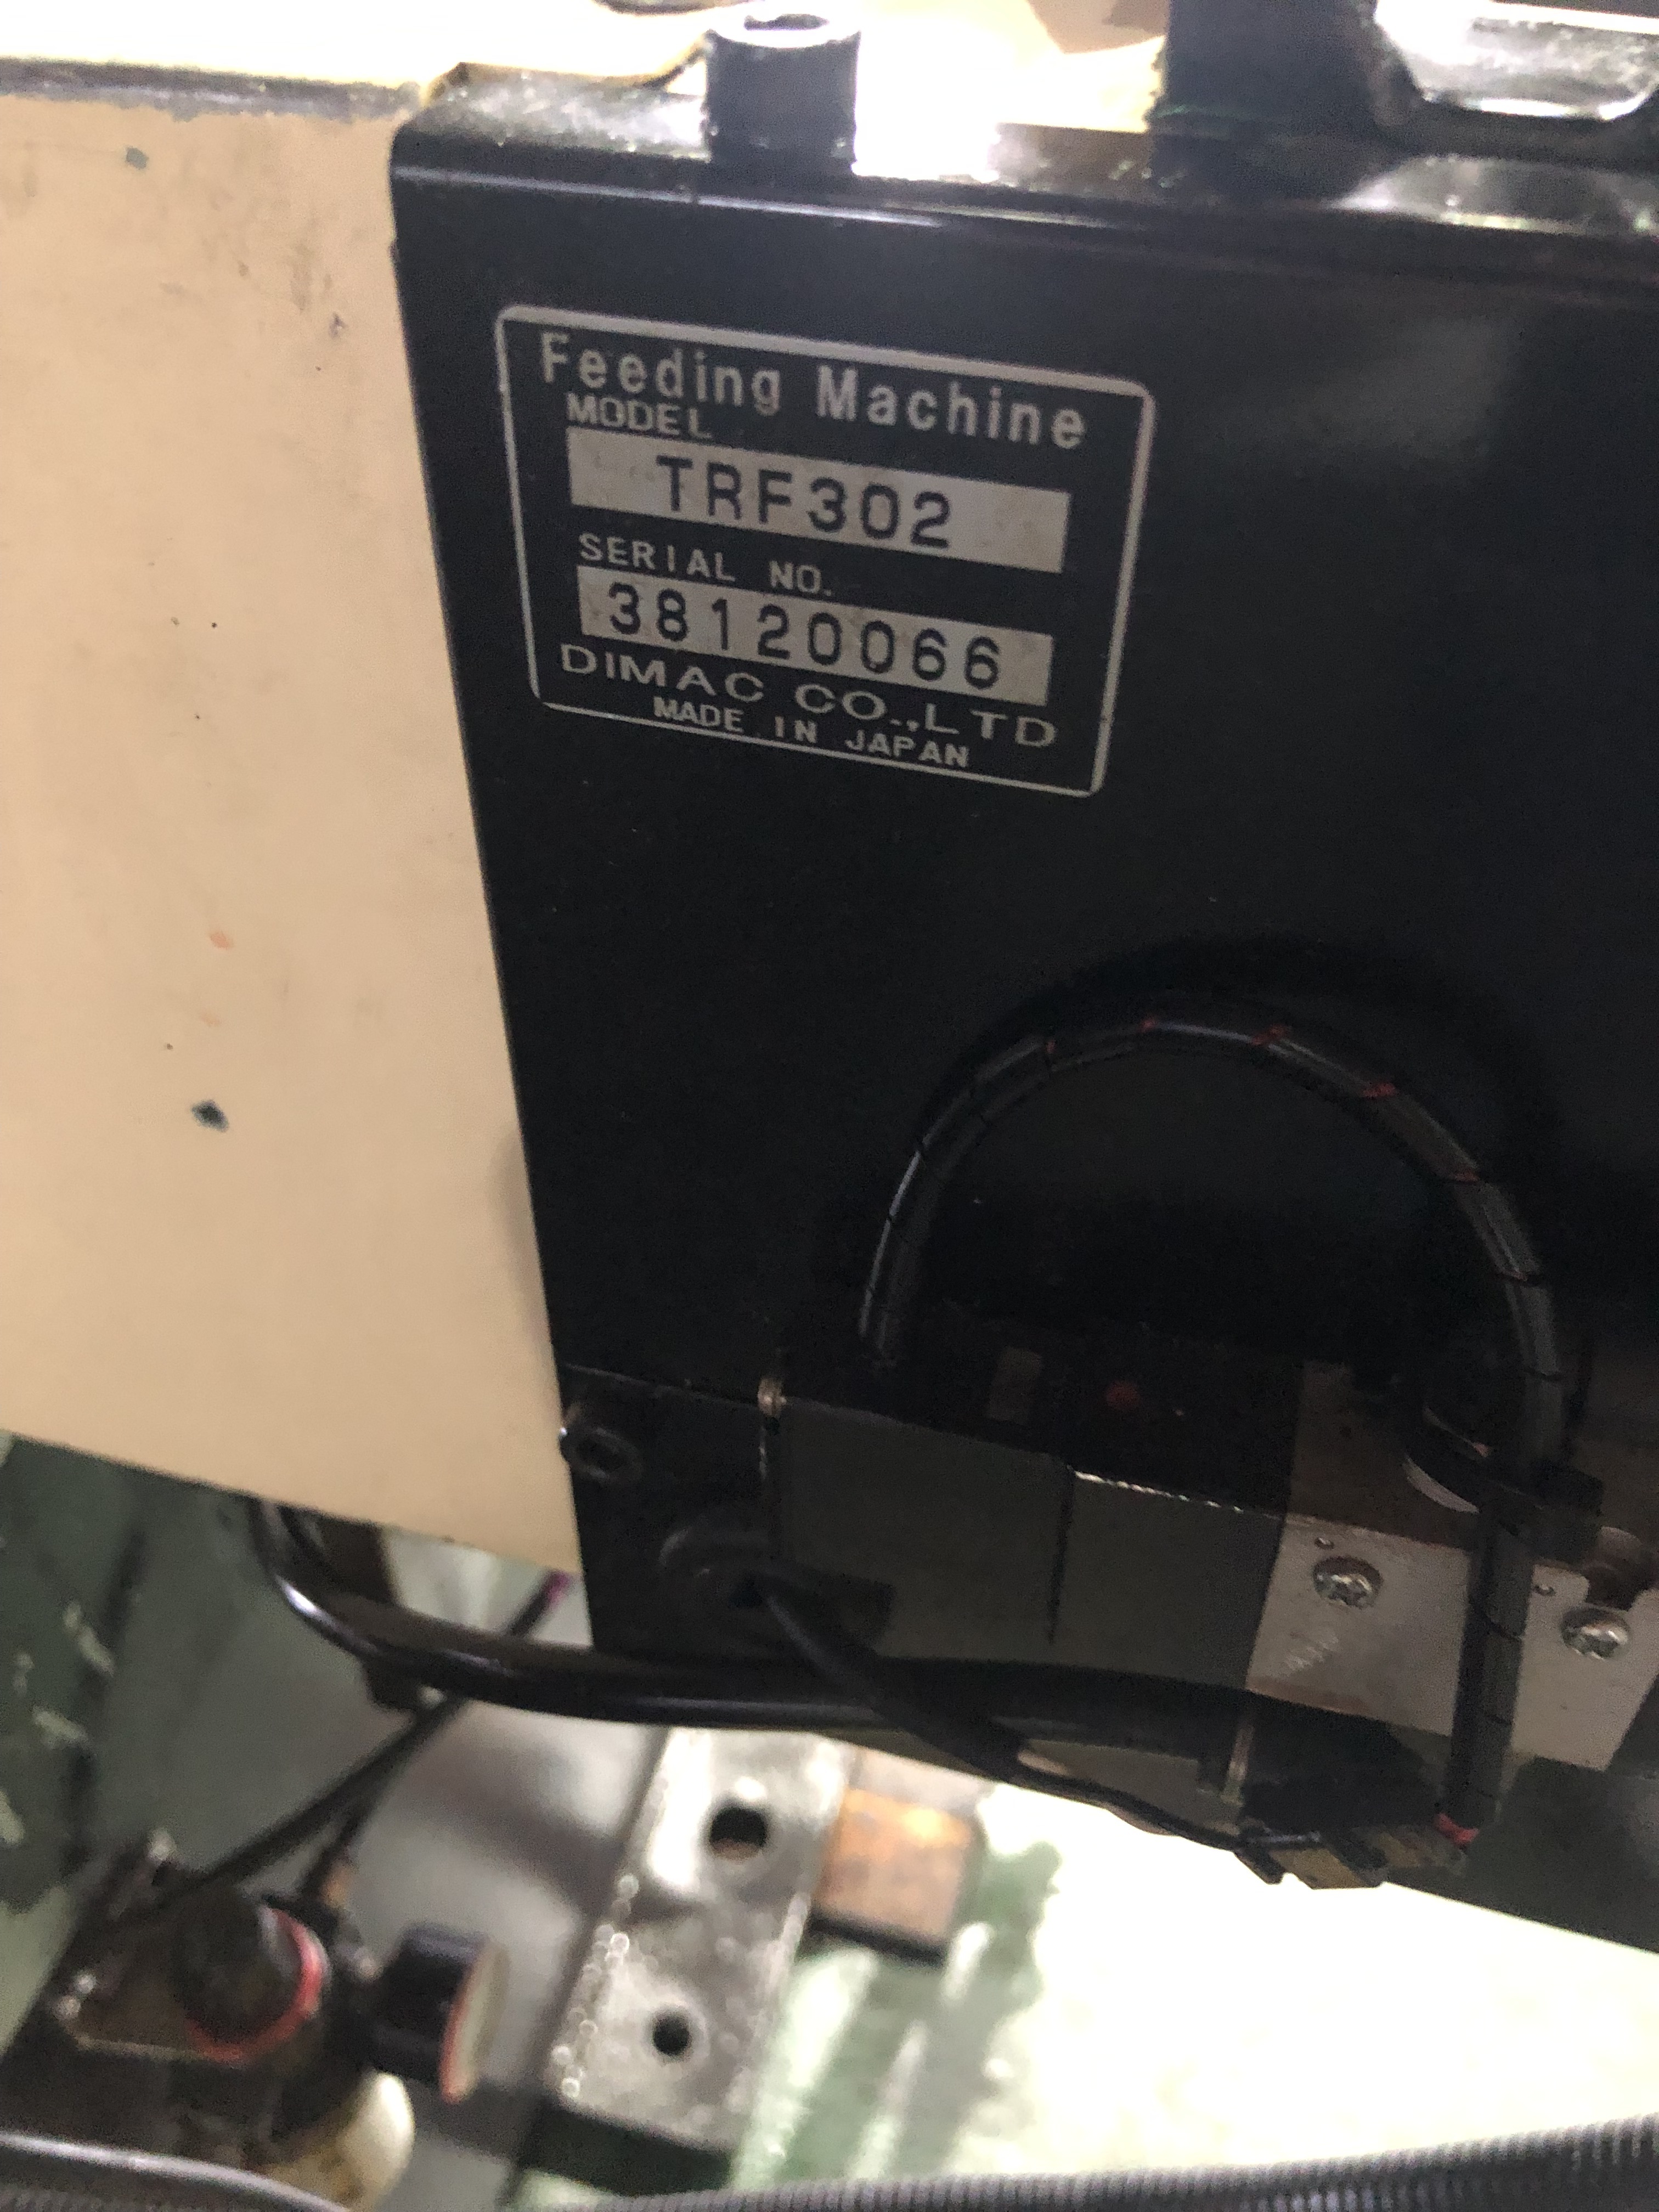 Feeding Machine
MODEL
TRF302
SERIAL NO.
38120066
DIMAC CO.,LTD
MADE IN JAPAN